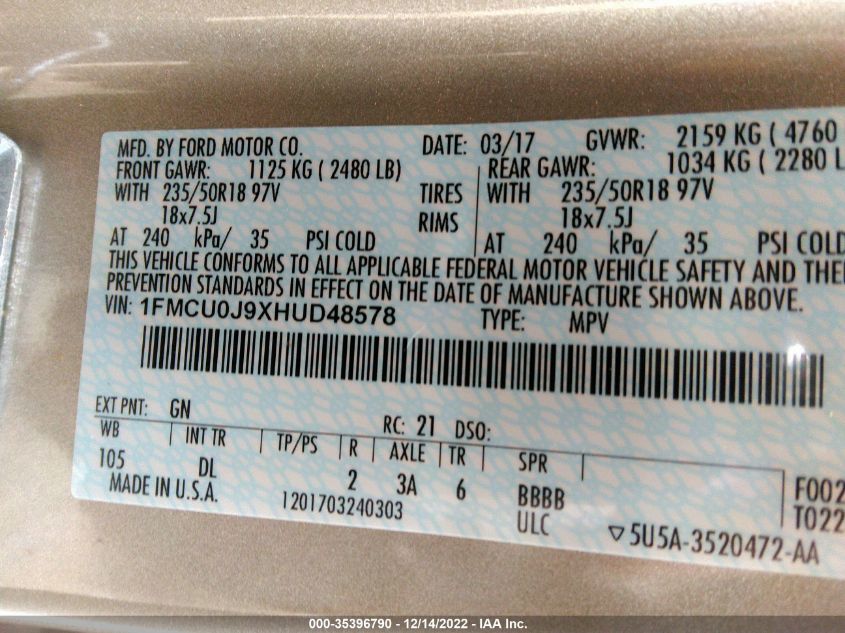 MFD. BY FORD MOTOR CO. DATE: 03/17 GVWR: 2159 KG ( 4760
FRONT GAWR: 1125 KG ( 2480 LB) REAR GAWR: 1034 KG ( 2280 L
WITH 235/50R18 97V TIRES WITH 235/50R18 97V
18x7.5J RIMS 18x7.5J
AT 240 kPa/ 35 PSI COLD AT 240 kPa/ 35 PSI COLD
THIS VEHICLE CONFORMS TO ALL APPLICABLE FEDERAL MOTOR VEHICLE SAFETY AND THE
PREVENTION STANDARDS IN EFFECT ON THE DATE OF MANUFACTURE SHOWN ABOVE.
VIN: 1FMCU0J9XHUD48578 TYPE: MPV
EXT PNT: GN RC: 21 DSO:
WB INT TR TP/PS R AXLE TR SPR
105 DL 2 3A 6 BBBB F002
MADE IN U.S.A. 1201703240303 ULC T022
▽5U5A-3520472-AA
000-35396790 - 12/14/2022 - IAA Inc.